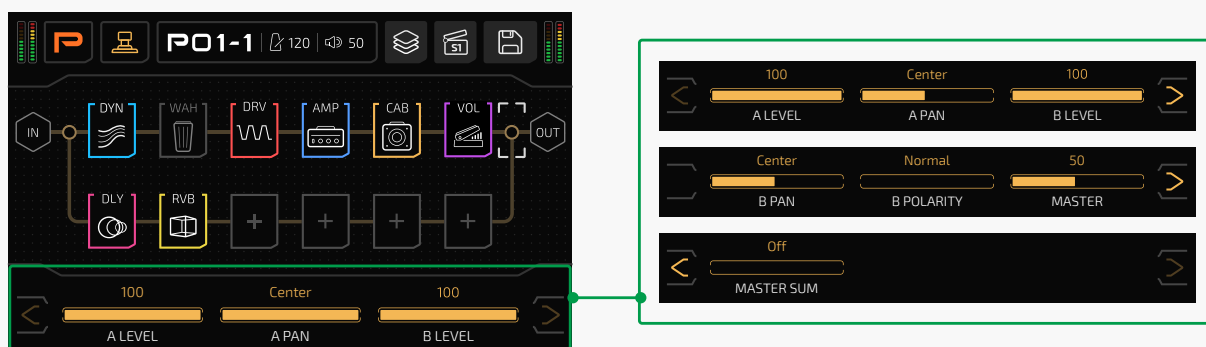 P01-1 120 50 S1
DYN WAH DRV AMP CAB VOL
IN OUT
DLY RVB
100 Center 100
A LEVEL A PAN B LEVEL
100 Center 100
A LEVEL A PAN B LEVEL
Center Normal 50
B PAN B POLARITY MASTER
Off
MASTER SUM